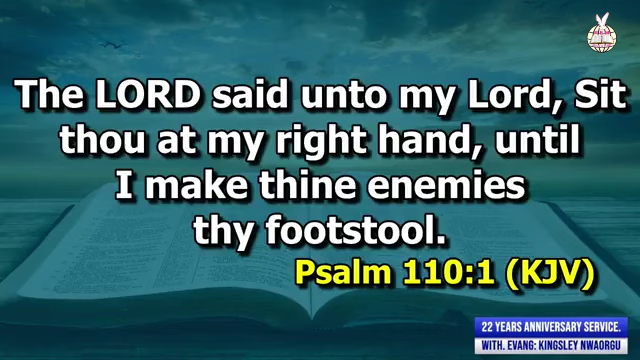 The LORD said unto my Lord, Sit
thou at my right hand, until
I make thine enemies
thy footstool.
Psalm 110:1 (KJV)
22 YEARS ANNIVERSARY SERVICE.
WITH. EVANG: KINGSLEY NWAORGU